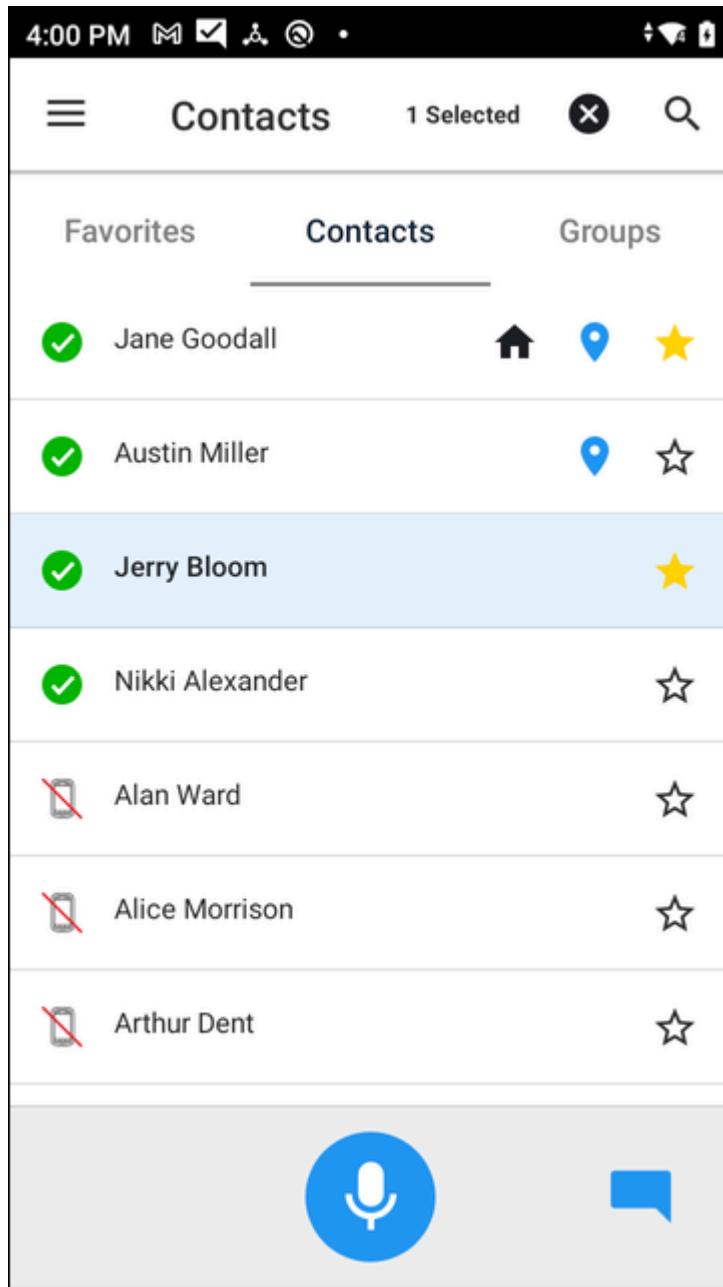 4:00 PM
Contacts 1 Selected
Favorites Contacts Groups
Jane Goodall
Austin Miller
Jerry Bloom
Nikki Alexander
Alan Ward
Alice Morrison
Arthur Dent